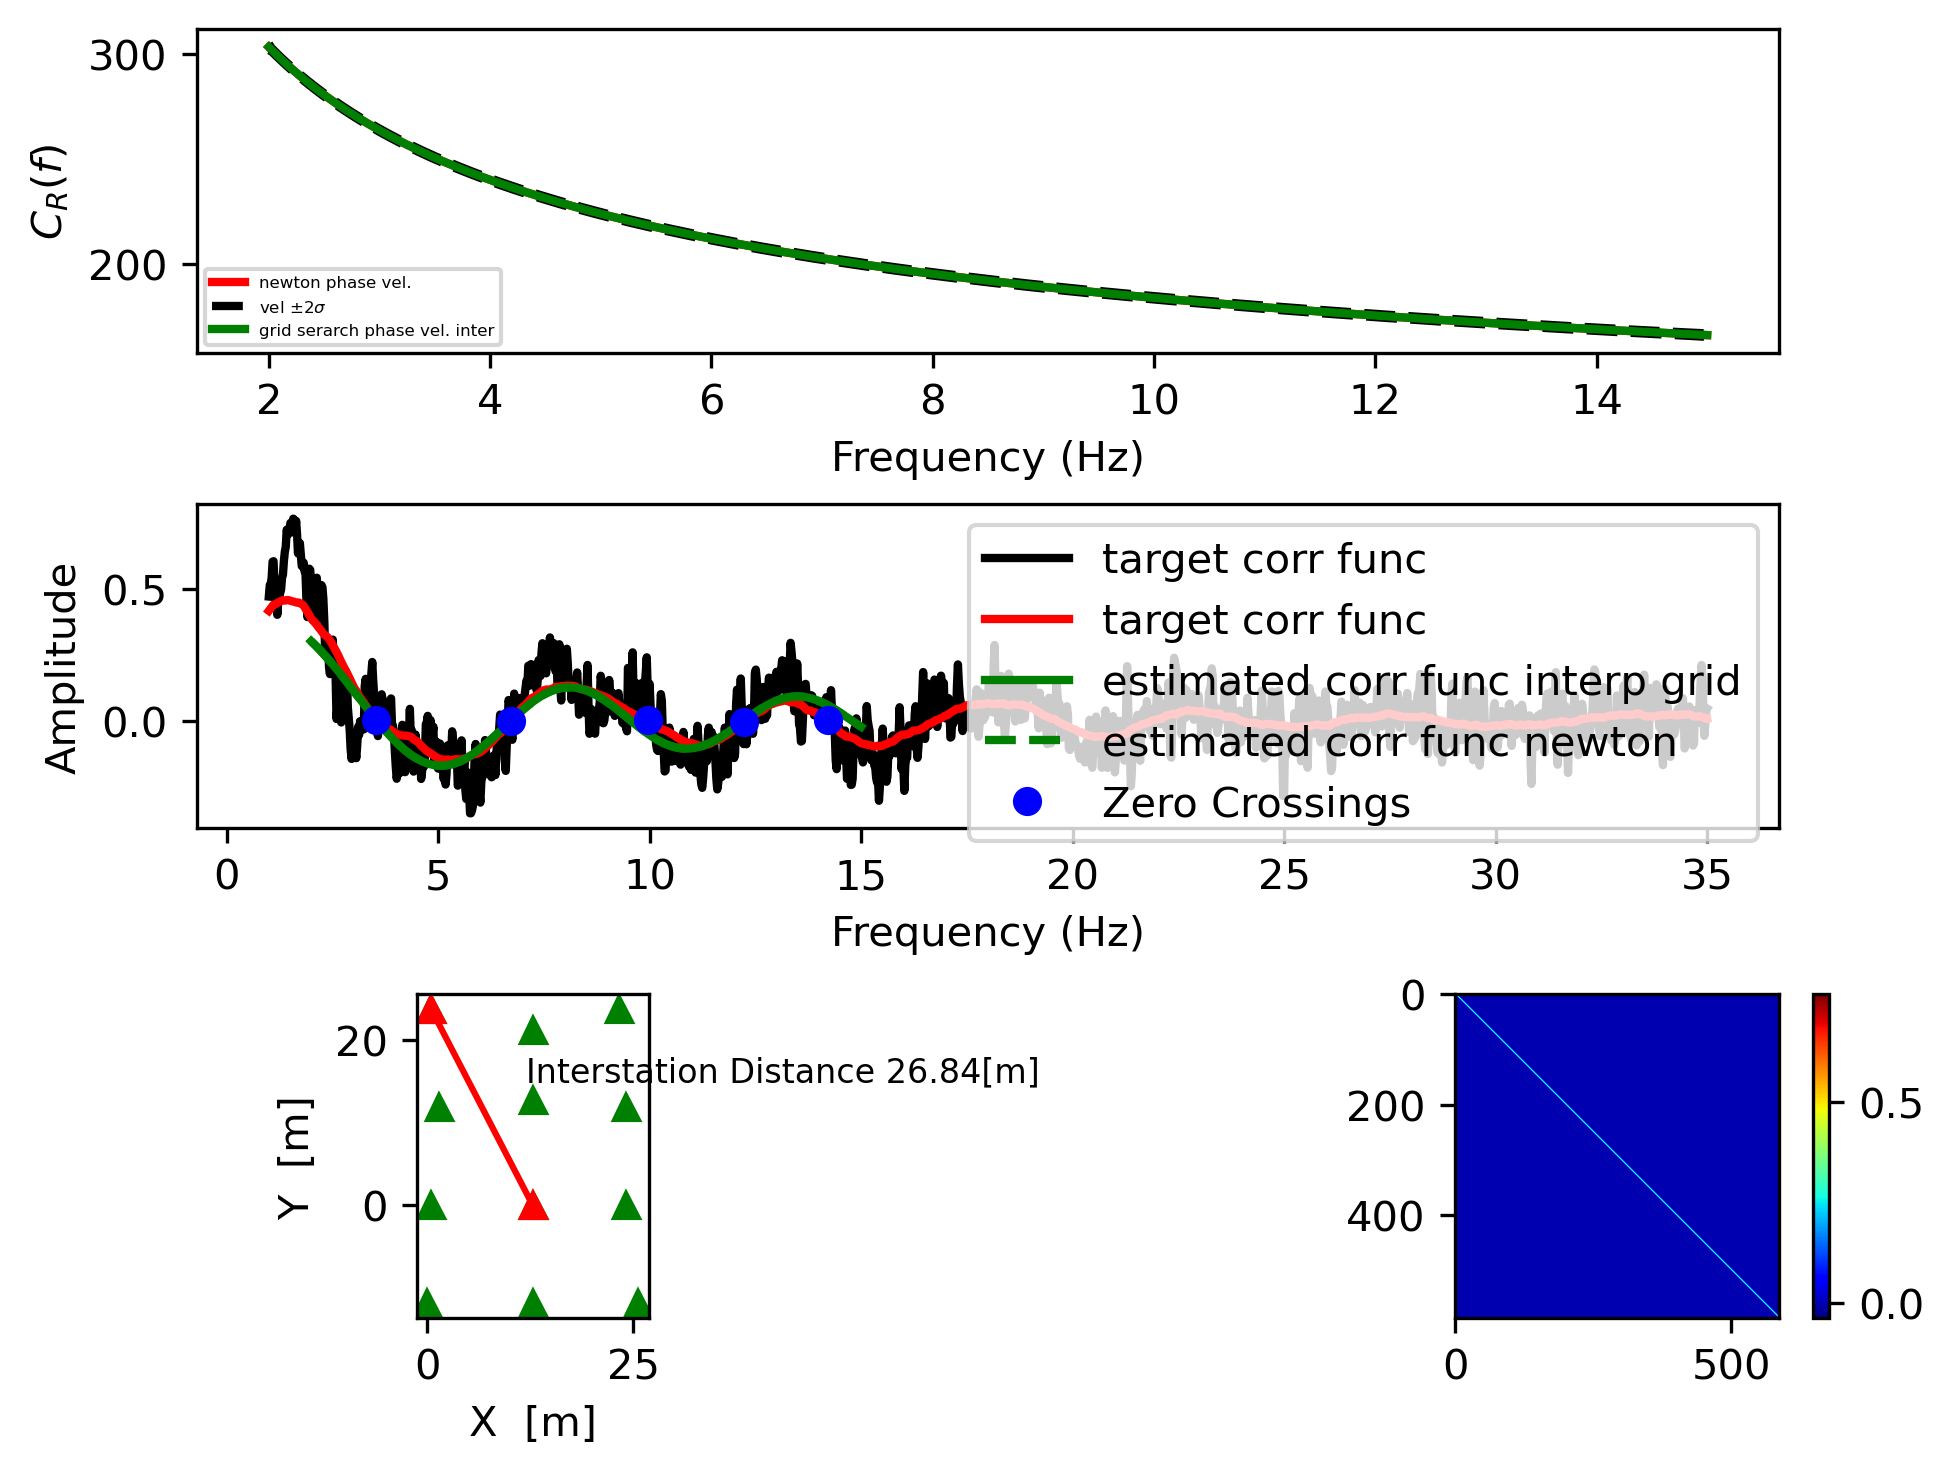 300
200
C_R(f)
newton phase vel.
vel ±2σ
grid serarch phase vel. inter
2 4 6 8 10 12 14
Frequency (Hz)
0.5
0.0
Amplitude
target corr func
target corr func
estimated corr func interp grid
estimated corr func newton
Zero Crossings
0 5 10 15 20 25 30 35
Frequency (Hz)
20
0
Y [m]
Interstation Distance 26.84[m]
0 25
X [m]
0
200
400
0 500
0.5
0.0